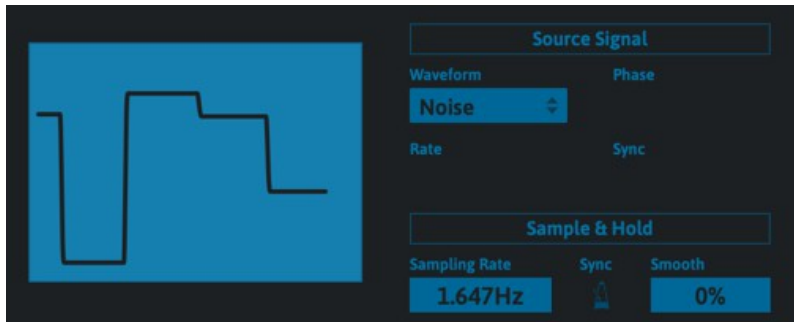 Source Signal
Waveform Phase
Noise
Rate Sync
Sample & Hold
Sampling Rate Sync Smooth
1.647Hz 0%